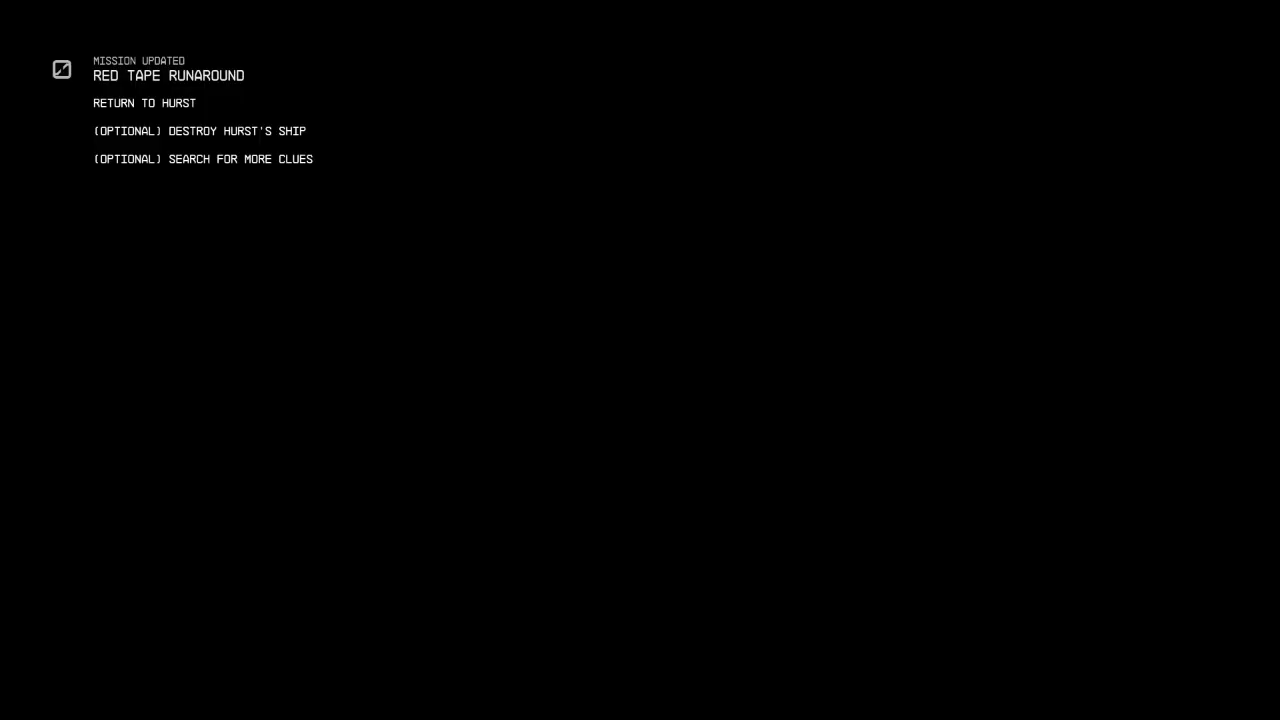 MISSION UPDATED
RED TAPE RUNAROUND
RETURN TO HURST
(OPTIONAL) DESTROY HURST'S SHIP
(OPTIONAL) SEARCH FOR MORE CLUES